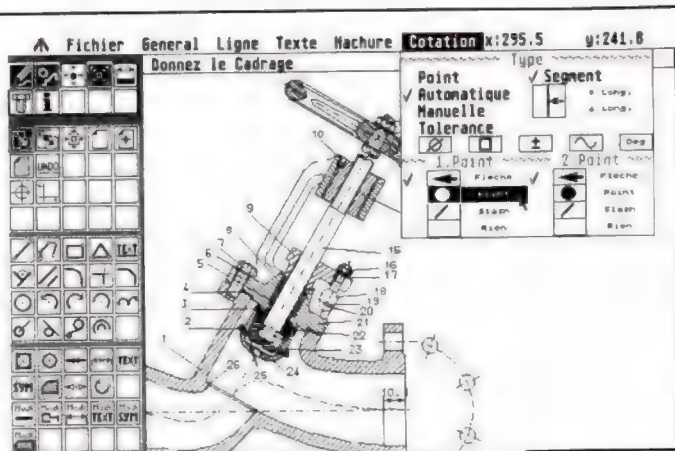 Fichier General Ligne Texte Hachure Cotation x:295.5 y:241.8
Donnez le Cadrage
Type
Point ✓ Segment
✓ Automatique
Manuelle
Tolerance
± Deg
1.Point 2 Point
✓ Fleche ✓ Fleche
Point Point
Slash Slash
Rien Rien
UNDO
TEXT
TEXT
SYM
TEXT SYM
10
9
8
7
6
5
4
3
2
1
15
16
17
18
19
20
21
22
23
24
25
26
10